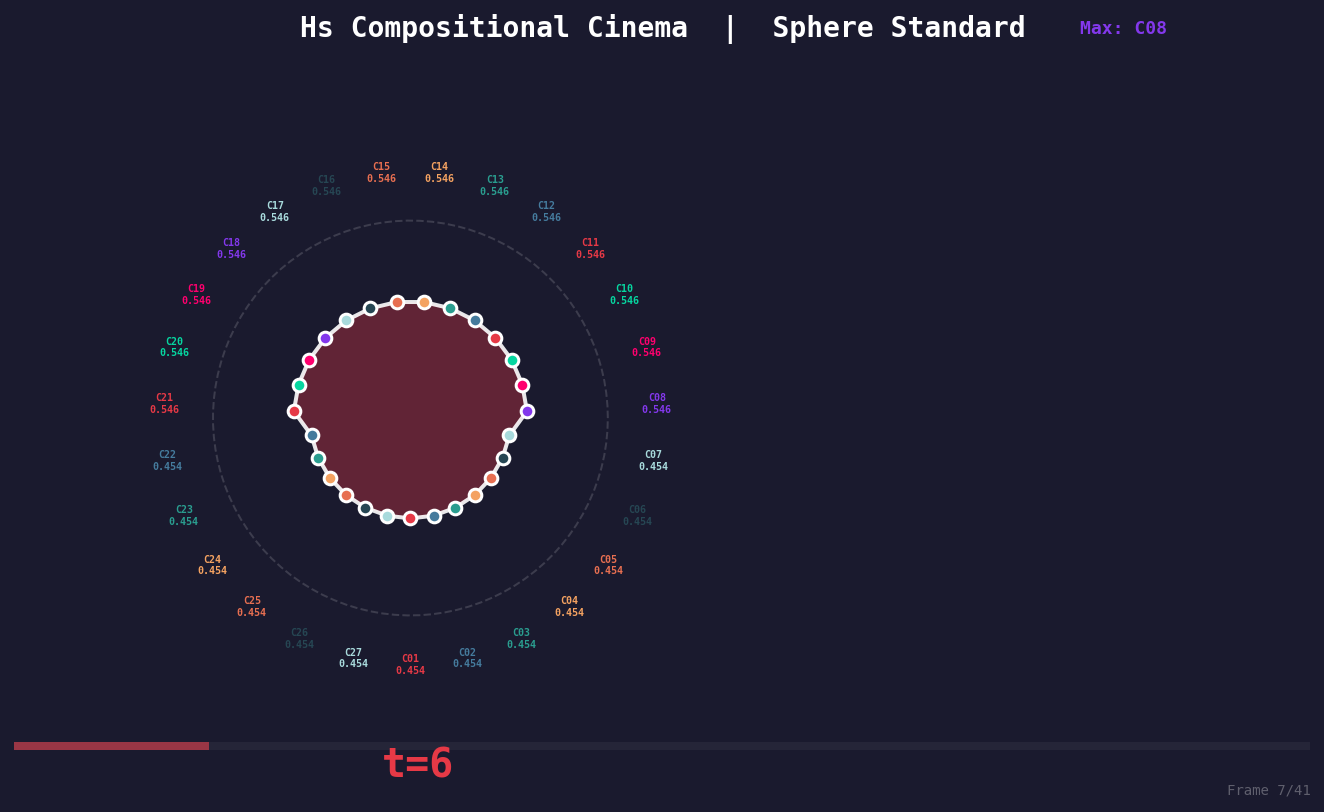 Hs Compositional Cinema | Sphere Standard
Max: C08
C15
0.546
C14
0.546
C16
0.546
C13
0.546
C17
0.546
C12
0.546
C18
0.546
C11
0.546
C19
0.546
C10
0.546
C20
0.546
C09
0.546
C21
0.546
C08
0.546
C22
0.454
C07
0.454
C23
0.454
C06
0.454
C24
0.454
C05
0.454
C25
0.454
C04
0.454
C26
0.454
C03
0.454
C27
0.454
C01
0.454
C02
0.454
t=6
Frame 7/41